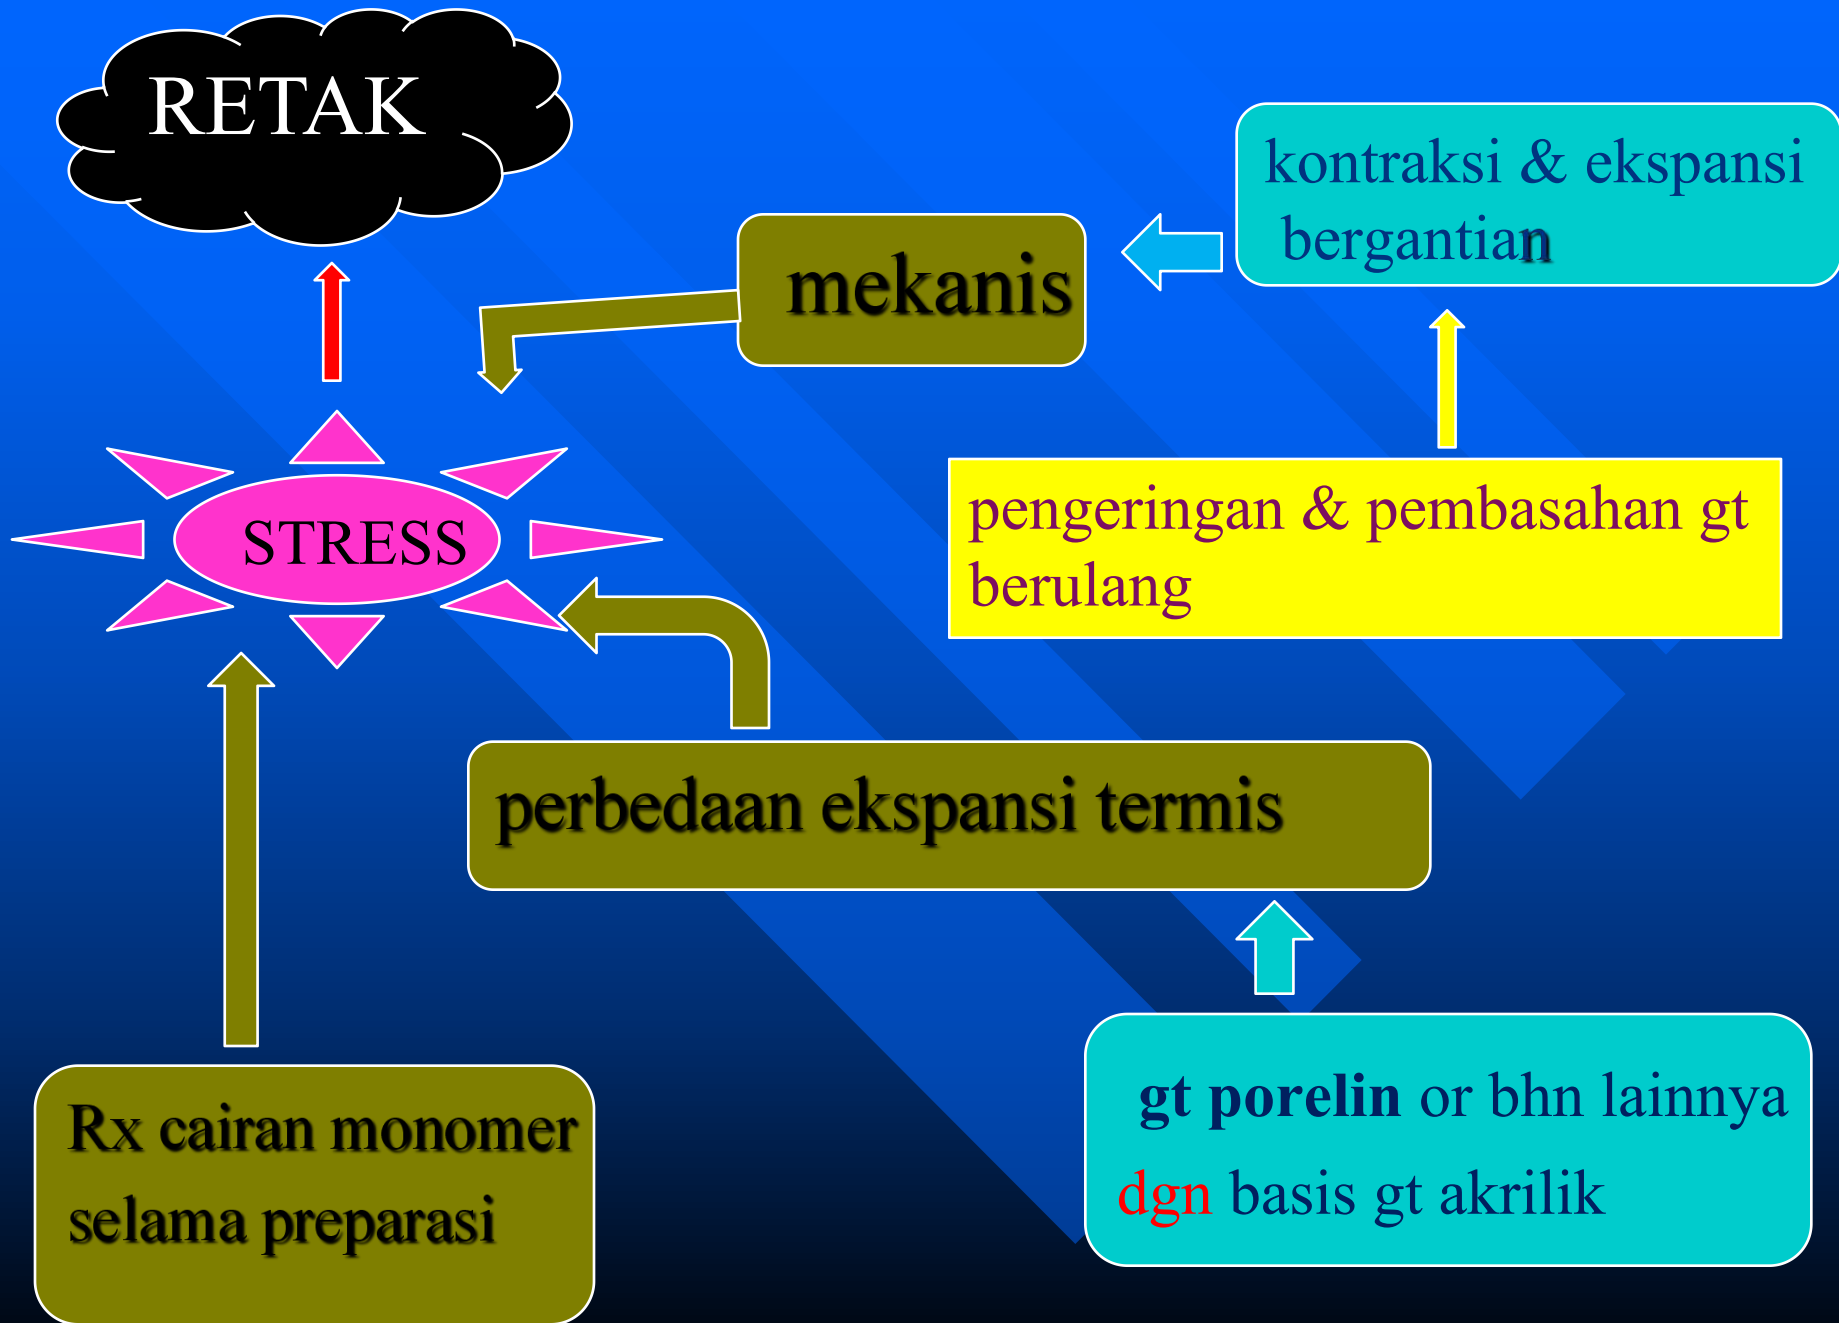 RETAK
kontraksi & ekspansi
bergantian
mekanis
STRESS
pengeringan & pembasahan gt
berulang
perbedaan ekspansi termis
Rx cairan monomer
selama preparasi
gt porelin or bhn lainnya
dgn basis gt akrilik